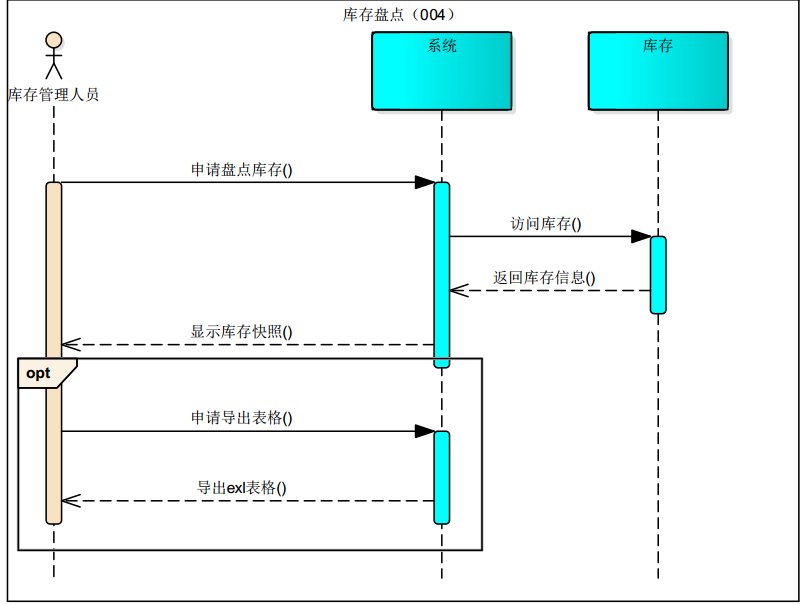 库存盘点（004）
系统
库存
库存管理人员
申请盘点库存()
访问库存()
返回库存信息()
显示库存快照()
opt
申请导出表格()
导出exl表格()